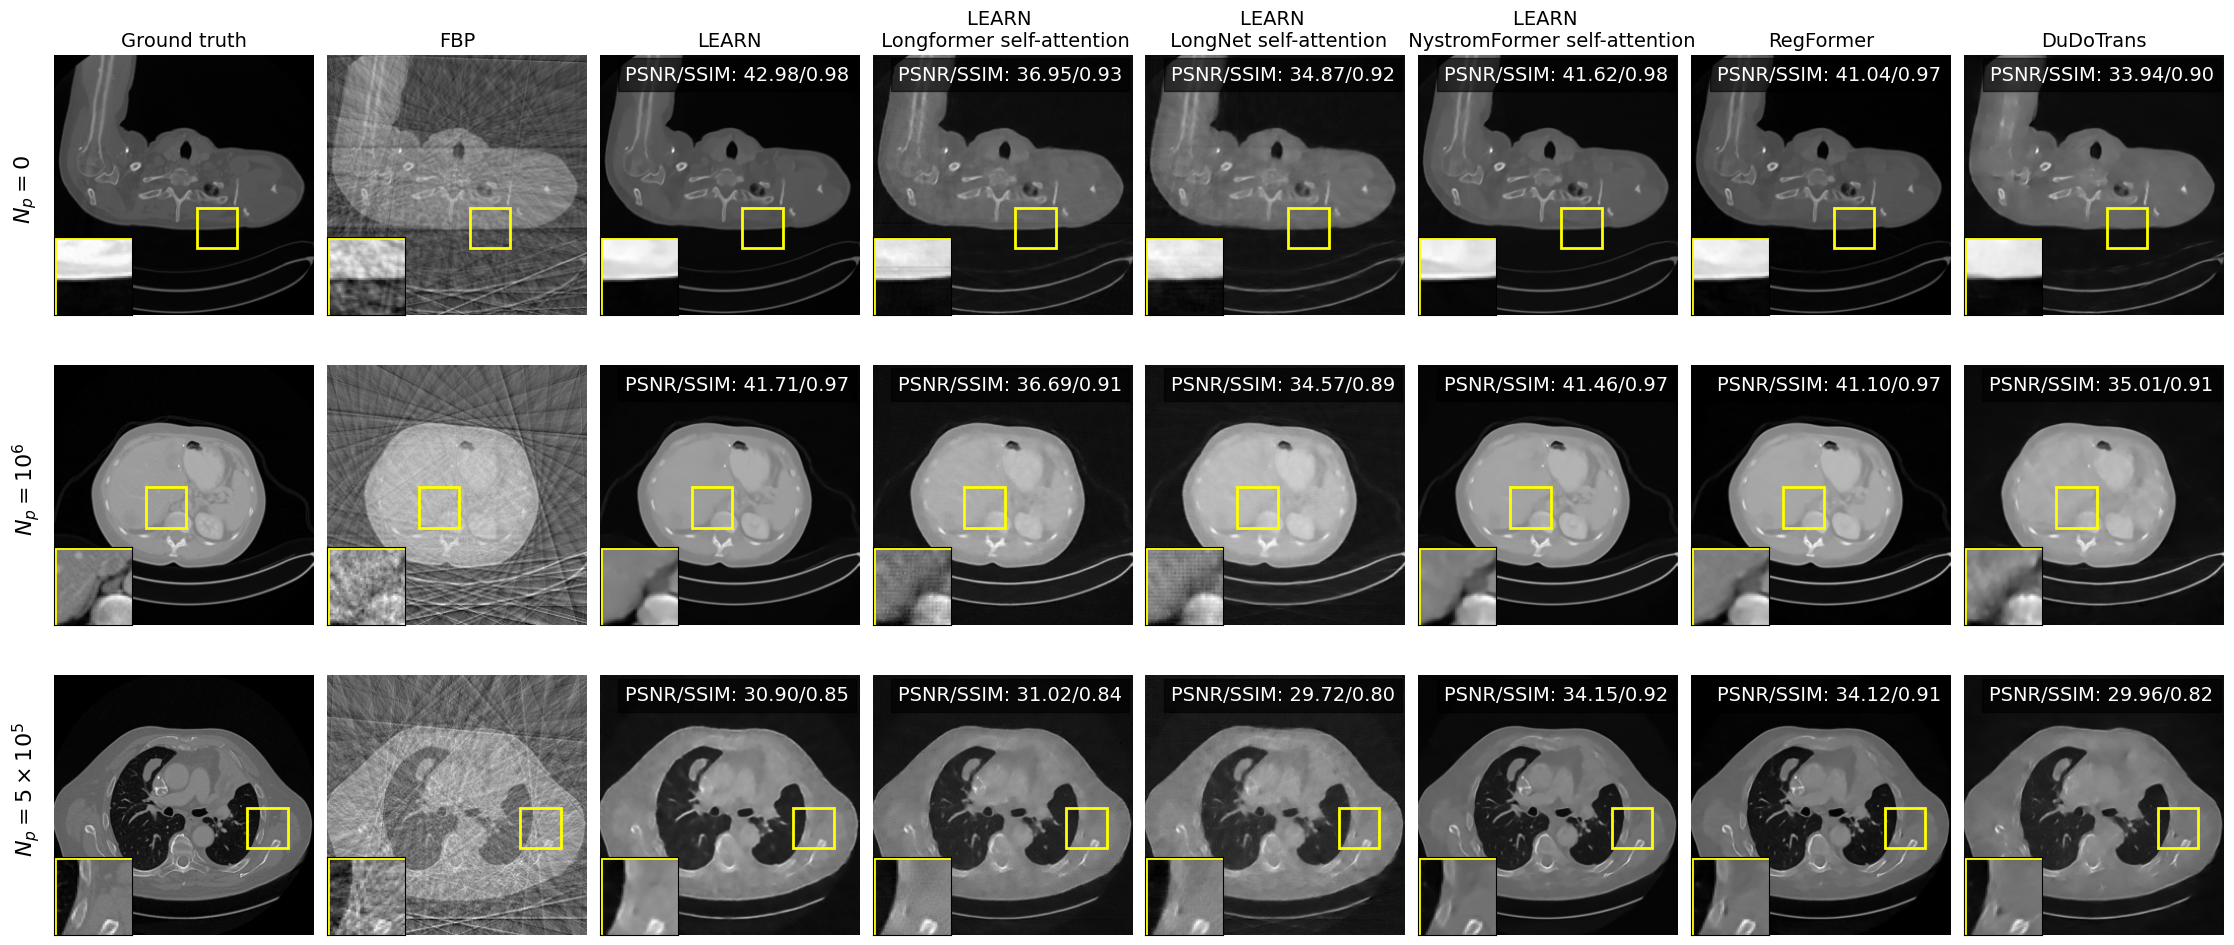 Ground truth
FBP
LEARN
LEARN
Longformer self-attention
LEARN
LongNet self-attention
LEARN
NystromFormer self-attention
RegFormer
DuDoTrans
N_p = 0
PSNR/SSIM: 42.98/0.98
PSNR/SSIM: 36.95/0.93
PSNR/SSIM: 34.87/0.92
PSNR/SSIM: 41.62/0.98
PSNR/SSIM: 41.04/0.97
PSNR/SSIM: 33.94/0.90
N_p = 10^6
PSNR/SSIM: 41.71/0.97
PSNR/SSIM: 36.69/0.91
PSNR/SSIM: 34.57/0.89
PSNR/SSIM: 41.46/0.97
PSNR/SSIM: 41.10/0.97
PSNR/SSIM: 35.01/0.91
N_p = 5 × 10^5
PSNR/SSIM: 30.90/0.85
PSNR/SSIM: 31.02/0.84
PSNR/SSIM: 29.72/0.80
PSNR/SSIM: 34.15/0.92
PSNR/SSIM: 34.12/0.91
PSNR/SSIM: 29.96/0.82